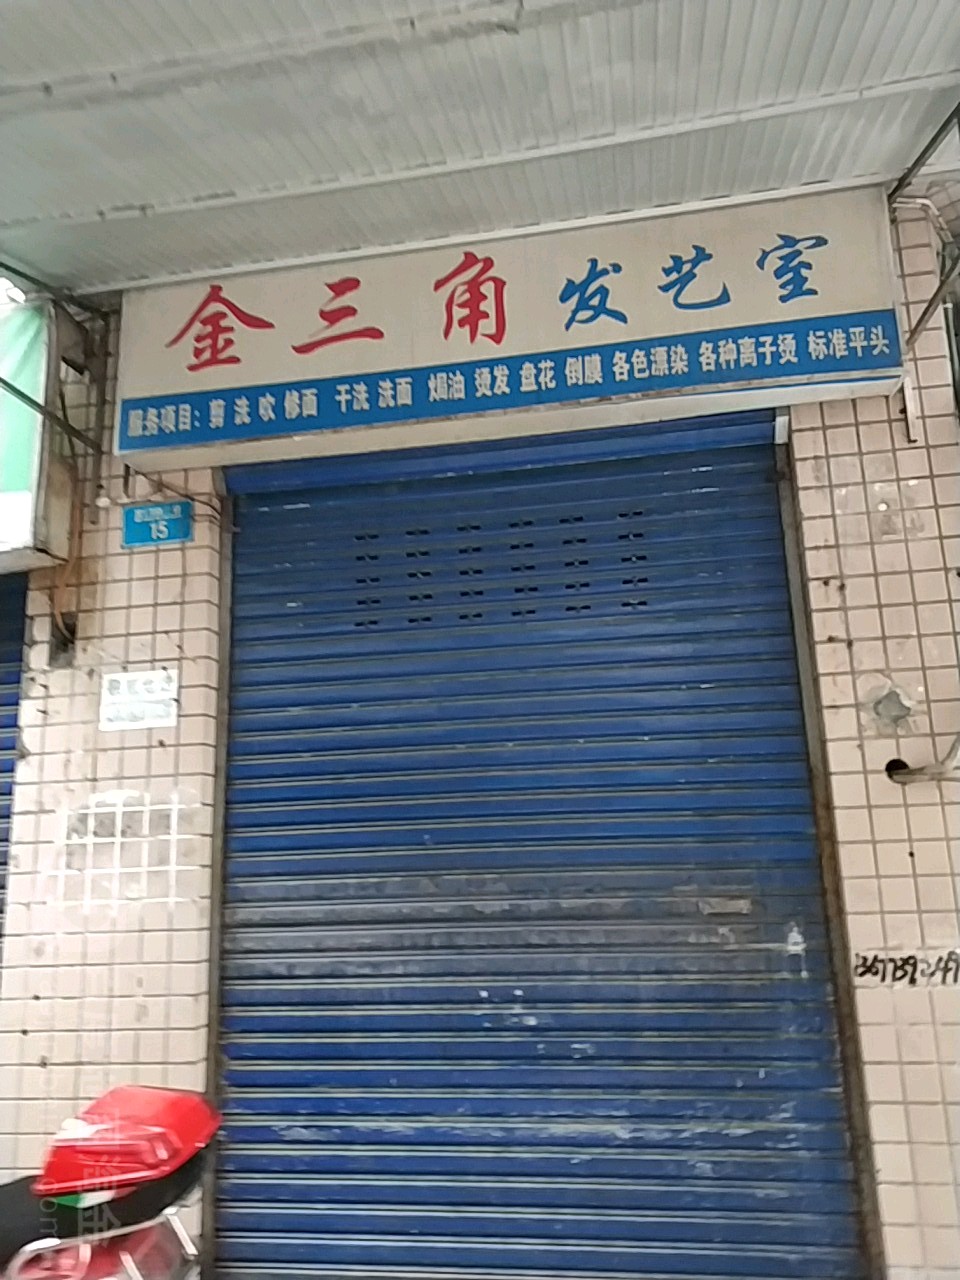 金三角发艺室
服务项目：剪 洗 吹 修面 干洗 洗面 焗油 烫发 盘花 倒膜 各色漂染 各种离子烫 标准平头
15